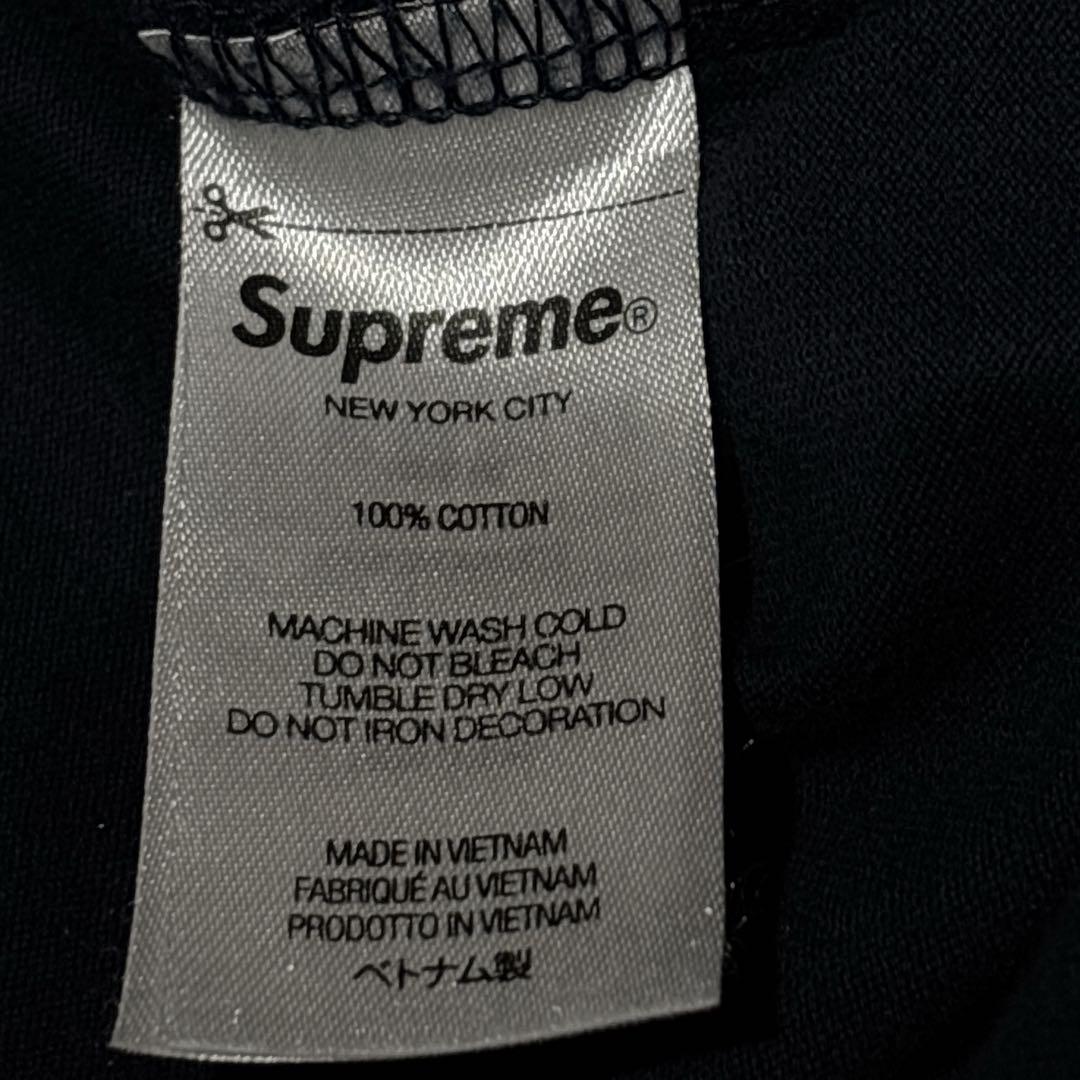 Supreme®
NEW YORK CITY
100% COTTON
MACHINE WASH COLD
DO NOT BLEACH
TUMBLE DRY LOW
DO NOT IRON DECORATION
MADE IN VIETNAM
FABRIQUÉ AU VIETNAM
PRODOTTO IN VIETNAM
ベトナム製